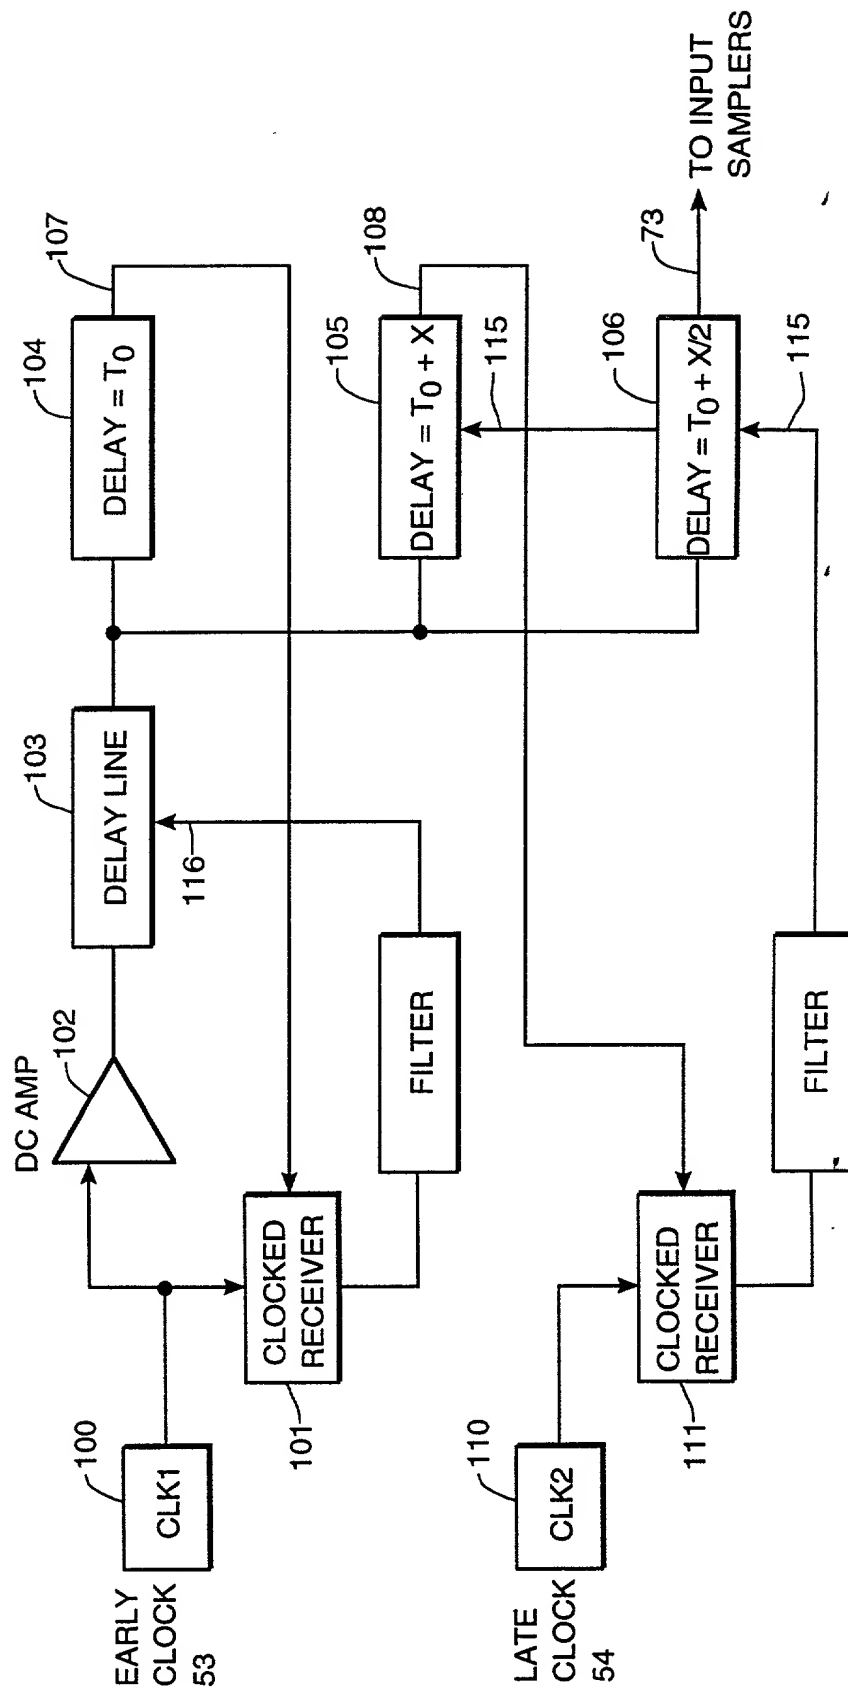 EARLY
CLOCK
53
100
CLK1
DC AMP
102
103
DELAY LINE
104
DELAY = T0
107
101
CLOCKED
RECEIVER
116
FILTER
105
DELAY = T0 + X
108
115
LATE
CLOCK
54
110
CLK2
111
CLOCKED
RECEIVER
FILTER
106
DELAY = T0 + X/2
115
73
TO INPUT
SAMPLERS